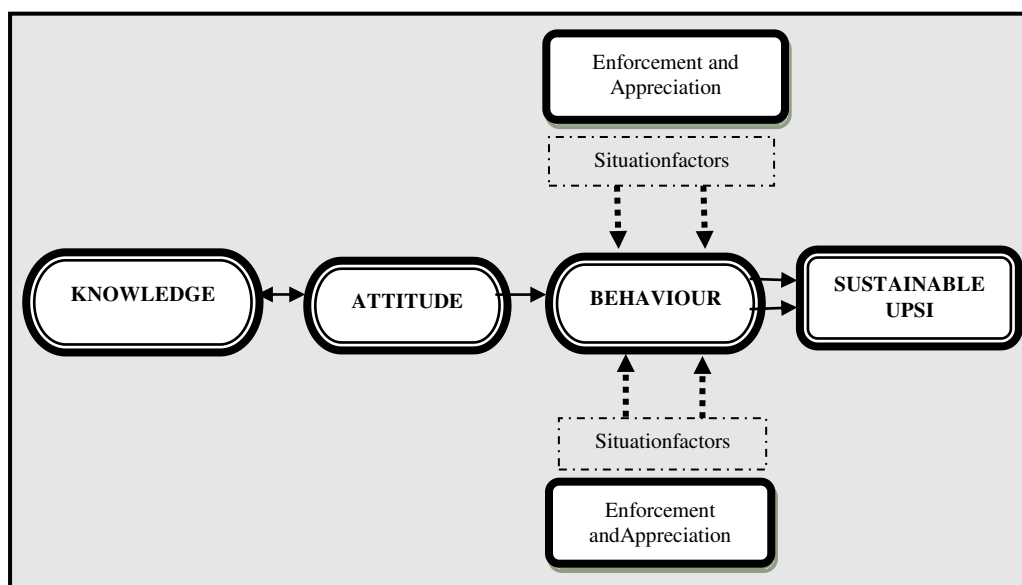 Enforcement and
Appreciation
Situationfactors
KNOWLEDGE
ATTITUDE
BEHAVIOUR
SUSTAINABLE
UPSI
Situationfactors
Enforcement
andAppreciation